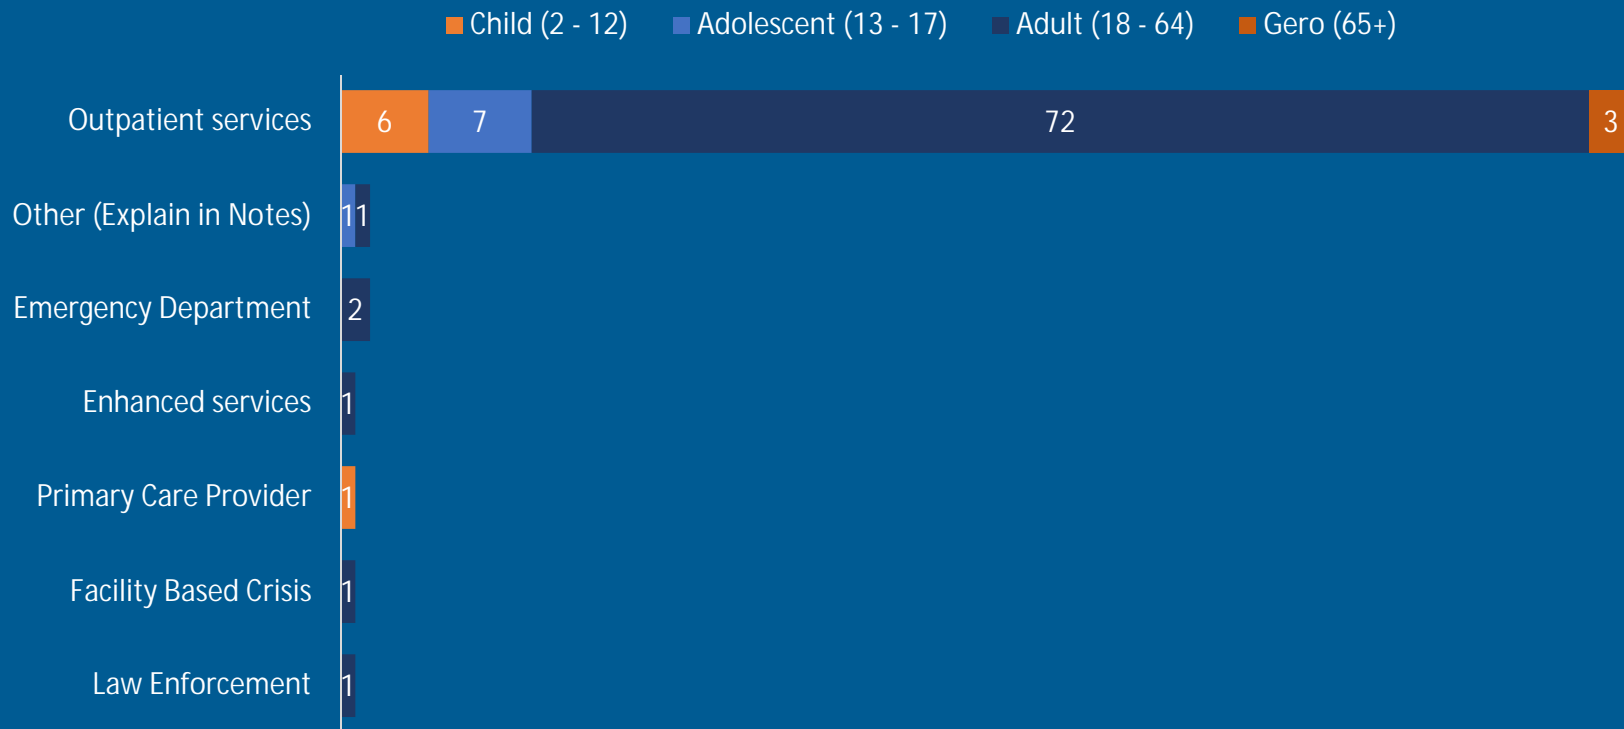 Child (2 - 12) Adolescent (13 - 17) Adult (18 - 64) Gero (65+)
Outpatient services 6 7 72 3
Other (Explain in Notes) 1 1
Emergency Department 2
Enhanced services 1
Primary Care Provider 1
Facility Based Crisis 1
Law Enforcement 1